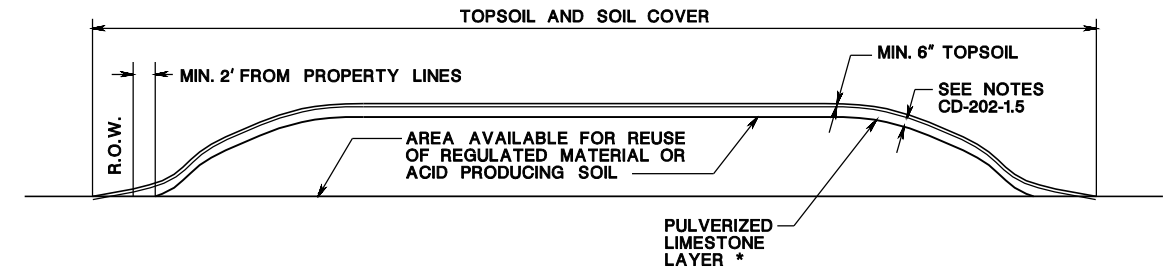 TOPSOIL AND SOIL COVER
MIN. 6" TOPSOIL
MIN. 2' FROM PROPERTY LINES
SEE NOTES
CD-202-1.5
R.O.W.
AREA AVAILABLE FOR REUSE
OF REGULATED MATERIAL OR
ACID PRODUCING SOIL
PULVERIZED
LIMESTONE
LAYER *